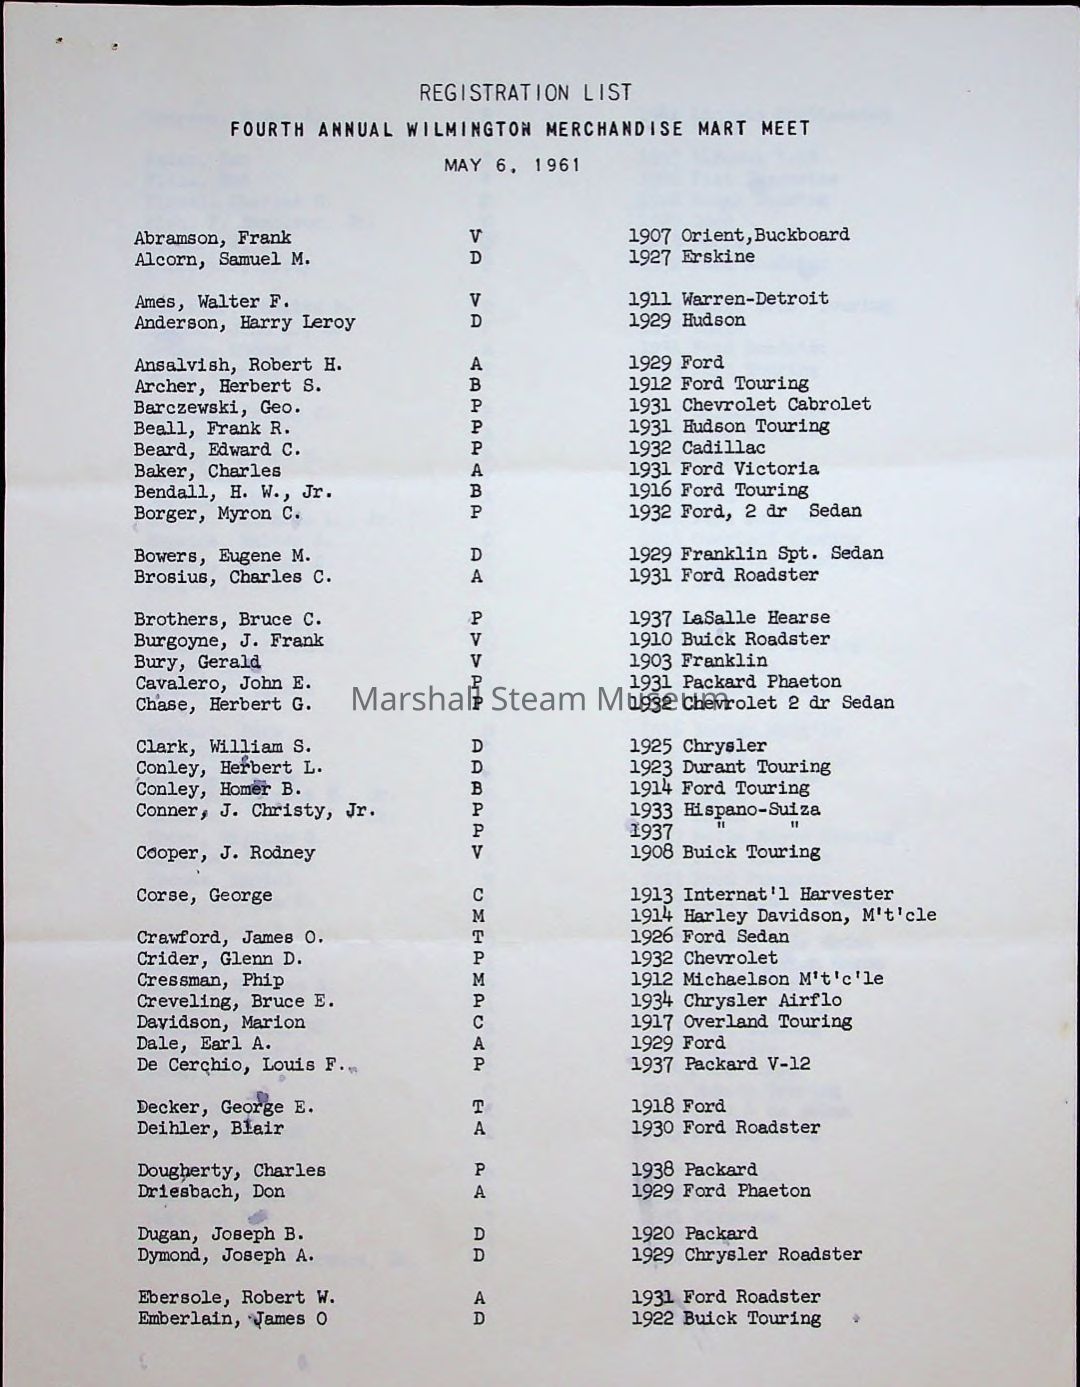 REGISTRATION LIST
FOURTH ANNUAL WILMINGTON MERCHANDISE MART MEET
MAY 6, 1961
Abramson, Frank V 1907 Orient,Buckboard
Alcorn, Samuel M. D 1927 Erskine
Ames, Walter F. V 1911 Warren-Detroit
Anderson, Harry Leroy D 1929 Hudson
Ansalvish, Robert H. A 1929 Ford
Archer, Herbert S. B 1912 Ford Touring
Barczewski, Geo. P 1931 Chevrolet Cabrolet
Beall, Frank R. P 1931 Hudson Touring
Beard, Edward C. P 1932 Cadillac
Baker, Charles A 1931 Ford Victoria
Bendall, H. W., Jr. B 1916 Ford Touring
Borger, Myron C. P 1932 Ford, 2 dr Sedan
Bowers, Eugene M. D 1929 Franklin Spt. Sedan
Brosius, Charles C. A 1931 Ford Roadster
Brothers, Bruce C. P 1937 LaSalle Hearse
Burgoyne, J. Frank V 1910 Buick Roadster
Bury, Gerald V 1903 Franklin
Cavalero, John E. P 1931 Packard Phaeton
Marshall Steam Museum
Chase, Herbert G. P 1932 Chevrolet 2 dr Sedan
Clark, William S. D 1925 Chrysler
Conley, Herbert L. D 1923 Durant Touring
Conley, Homer B. B 1914 Ford Touring
Conner, J. Christy, Jr. P 1933 Hispano-Suiza
P 1937 " "
Cooper, J. Rodney V 1908 Buick Touring
Corse, George C 1913 Internat'l Harvester
M 1914 Harley Davidson, M't'cle
Crawford, James O. T 1926 Ford Sedan
Crider, Glenn D. P 1932 Chevrolet
Cressman, Phip M 1912 Michaelson M't'c'le
Creveling, Bruce E. P 1934 Chrysler Airflo
Davidson, Marion C 1917 Overland Touring
Dale, Earl A. A 1929 Ford
De Cerchio, Louis F. P 1937 Packard V-12
Decker, George E. T 1918 Ford
Deihler, Blair A 1930 Ford Roadster
Dougherty, Charles P 1938 Packard
Driesbach, Don A 1929 Ford Phaeton
Dugan, Joseph B. D 1920 Packard
Dymond, Joseph A. D 1929 Chrysler Roadster
Ebersole, Robert W. A 1931 Ford Roadster
Emberlain, James O D 1922 Buick Touring